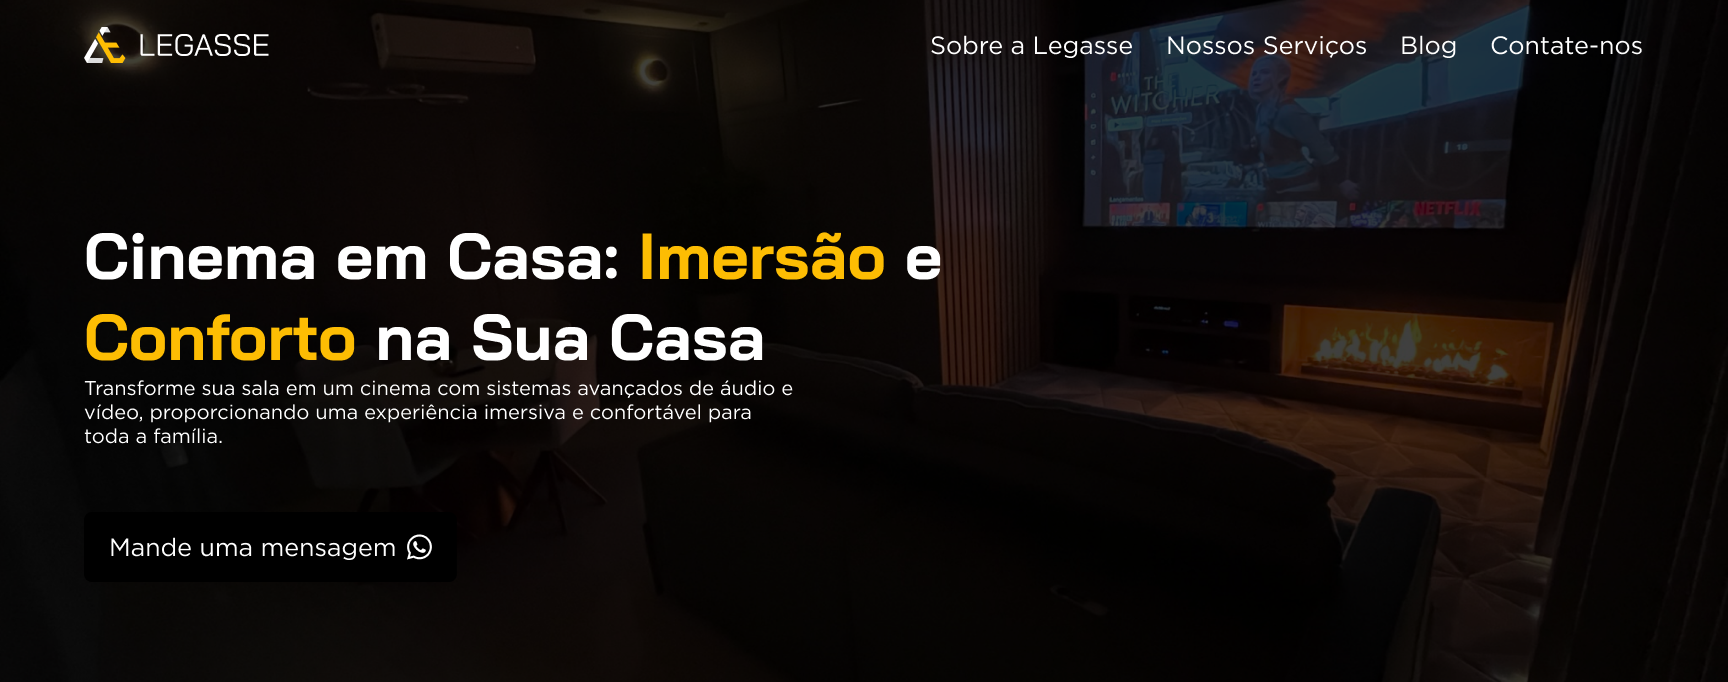 LEGASSE
Sobre a Legasse Nossos Serviços Blog Contate-nos
THE
WITCHER
NETFLIX
Cinema em Casa: Imersão e
Conforto na Sua Casa
Transforme sua sala em um cinema com sistemas avançados de áudio e
vídeo, proporcionando uma experiência imersiva e confortável para
toda a família.
Mande uma mensagem